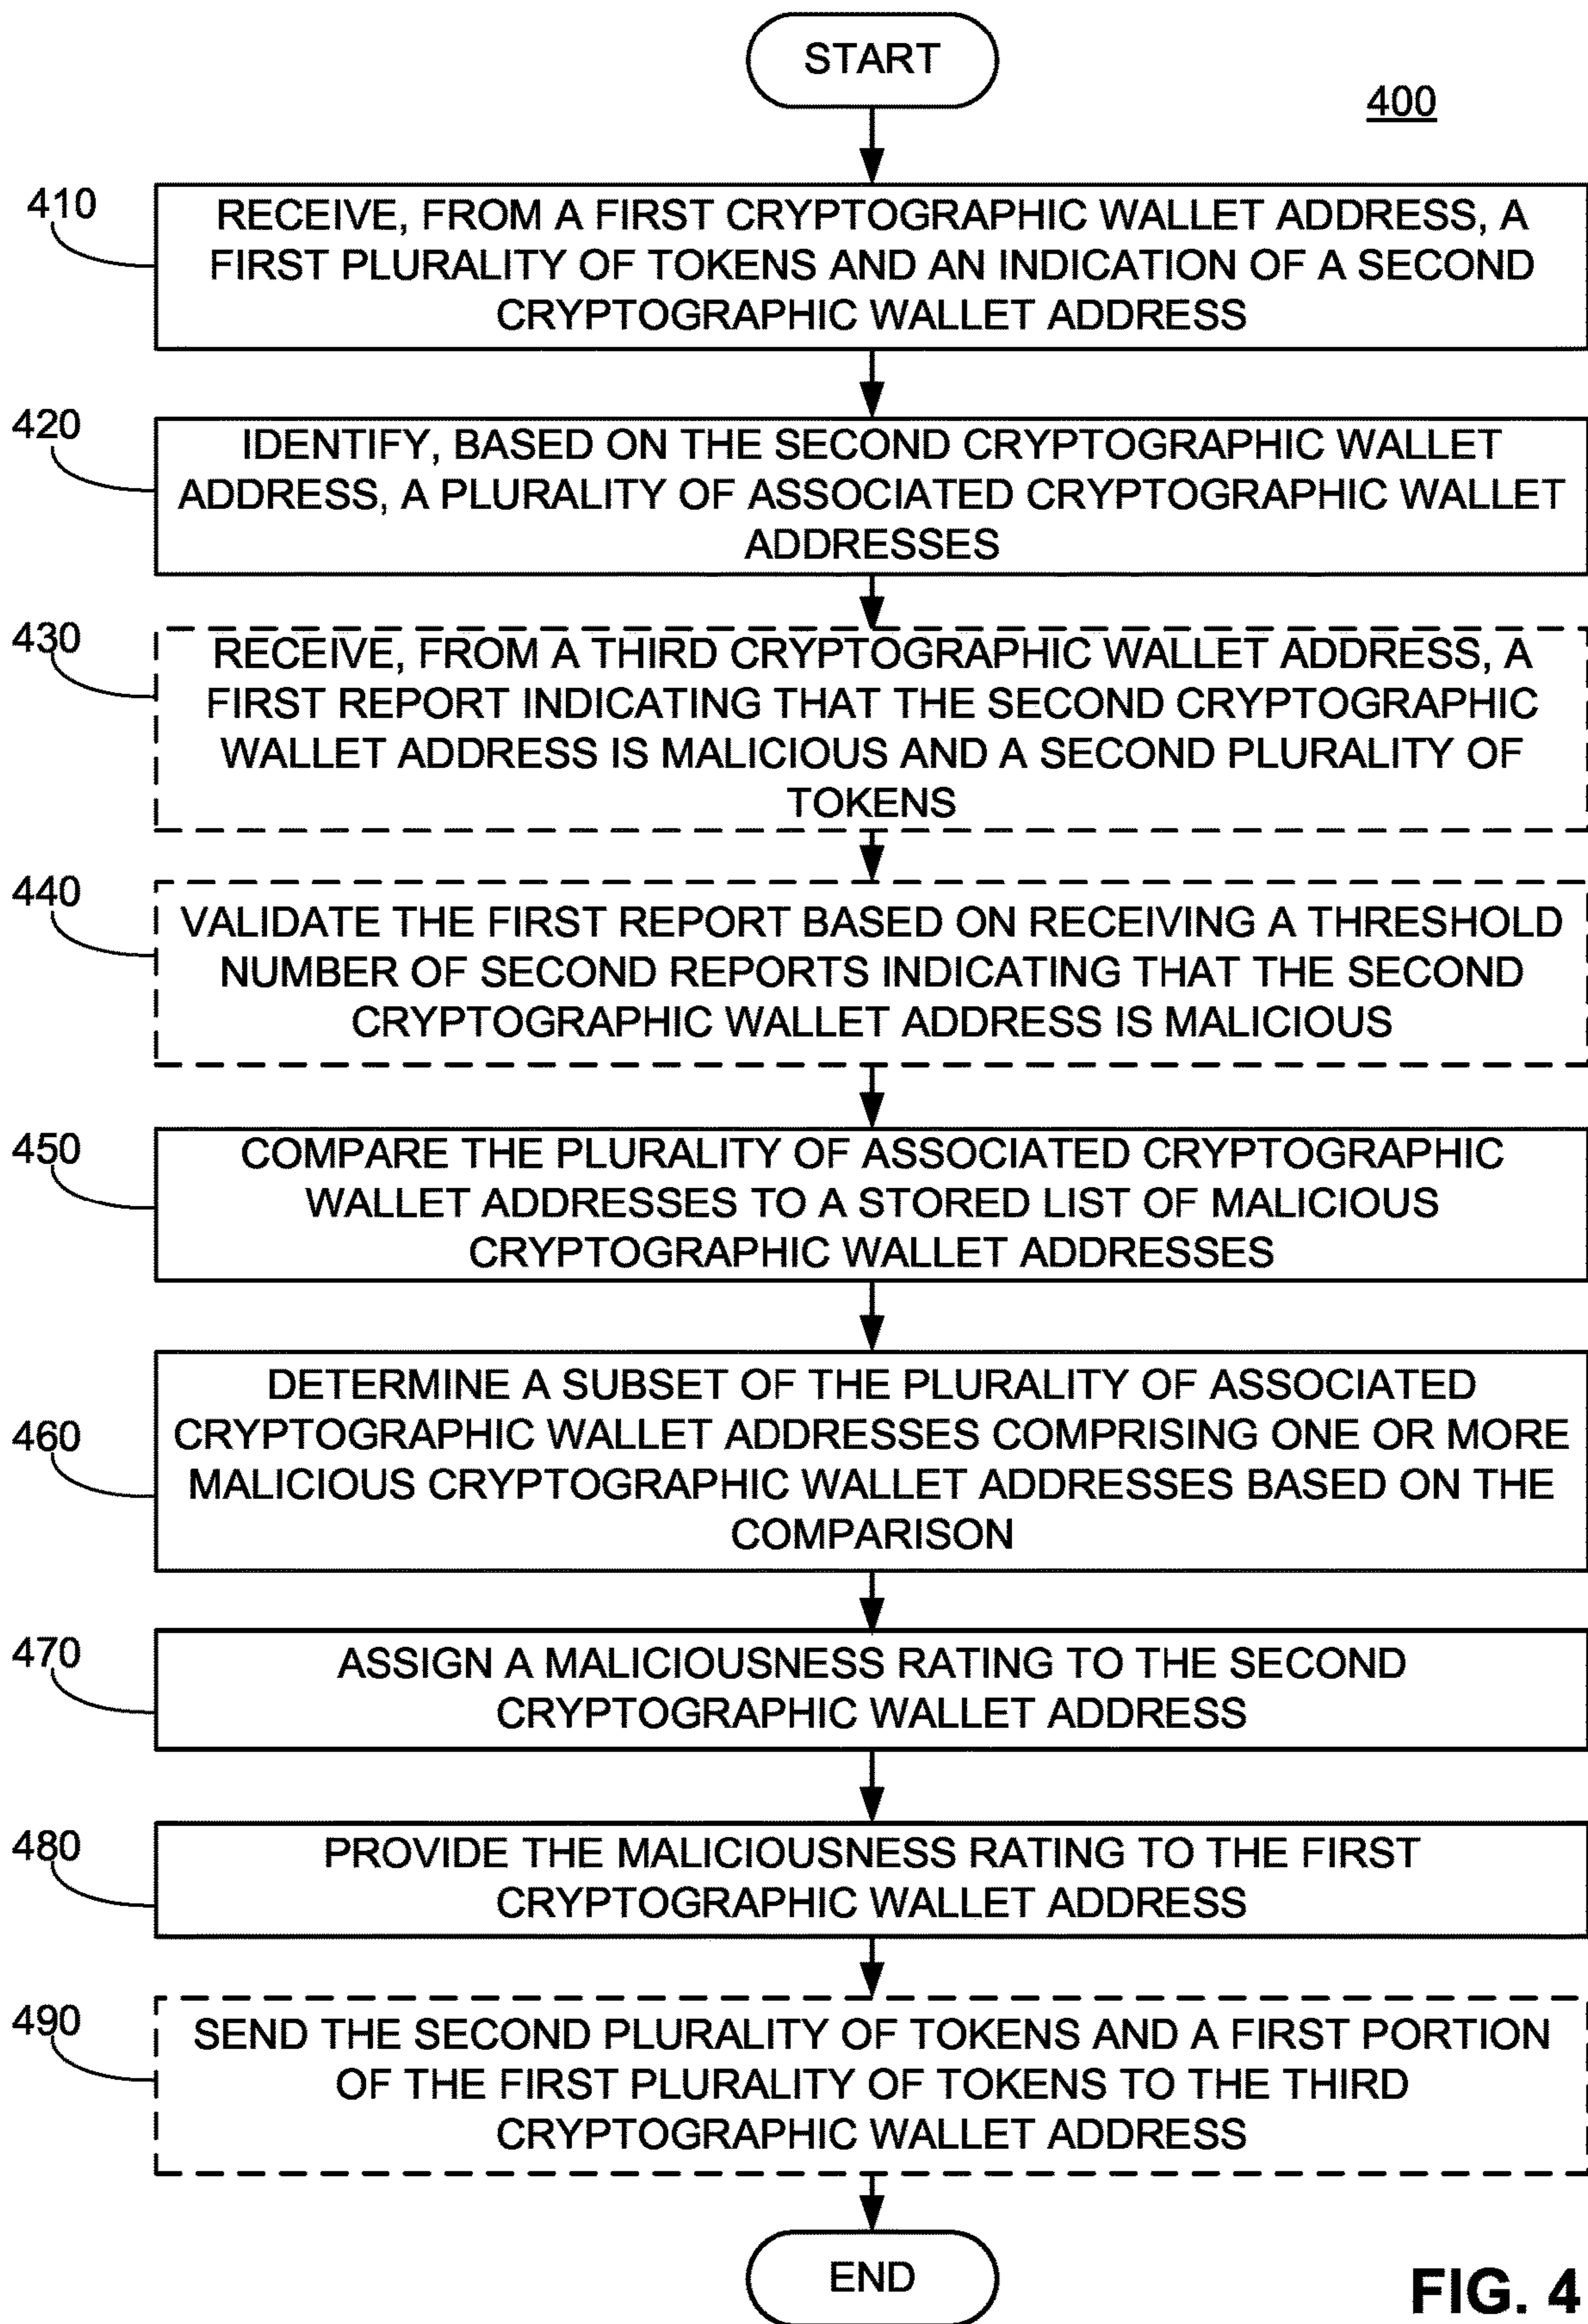 START
400
410
RECEIVE, FROM A FIRST CRYPTOGRAPHIC WALLET ADDRESS, A
FIRST PLURALITY OF TOKENS AND AN INDICATION OF A SECOND
CRYPTOGRAPHIC WALLET ADDRESS
420
IDENTIFY, BASED ON THE SECOND CRYPTOGRAPHIC WALLET
ADDRESS, A PLURALITY OF ASSOCIATED CRYPTOGRAPHIC WALLET
ADDRESSES
430
RECEIVE, FROM A THIRD CRYPTOGRAPHIC WALLET ADDRESS, A
FIRST REPORT INDICATING THAT THE SECOND CRYPTOGRAPHIC
WALLET ADDRESS IS MALICIOUS AND A SECOND PLURALITY OF
TOKENS
440
VALIDATE THE FIRST REPORT BASED ON RECEIVING A THRESHOLD
NUMBER OF SECOND REPORTS INDICATING THAT THE SECOND
CRYPTOGRAPHIC WALLET ADDRESS IS MALICIOUS
450
COMPARE THE PLURALITY OF ASSOCIATED CRYPTOGRAPHIC
WALLET ADDRESSES TO A STORED LIST OF MALICIOUS
CRYPTOGRAPHIC WALLET ADDRESSES
460
DETERMINE A SUBSET OF THE PLURALITY OF ASSOCIATED
CRYPTOGRAPHIC WALLET ADDRESSES COMPRISING ONE OR MORE
MALICIOUS CRYPTOGRAPHIC WALLET ADDRESSES BASED ON THE
COMPARISON
470
ASSIGN A MALICIOUSNESS RATING TO THE SECOND
CRYPTOGRAPHIC WALLET ADDRESS
480
PROVIDE THE MALICIOUSNESS RATING TO THE FIRST
CRYPTOGRAPHIC WALLET ADDRESS
490
SEND THE SECOND PLURALITY OF TOKENS AND A FIRST PORTION
OF THE FIRST PLURALITY OF TOKENS TO THE THIRD
CRYPTOGRAPHIC WALLET ADDRESS
END
FIG. 4